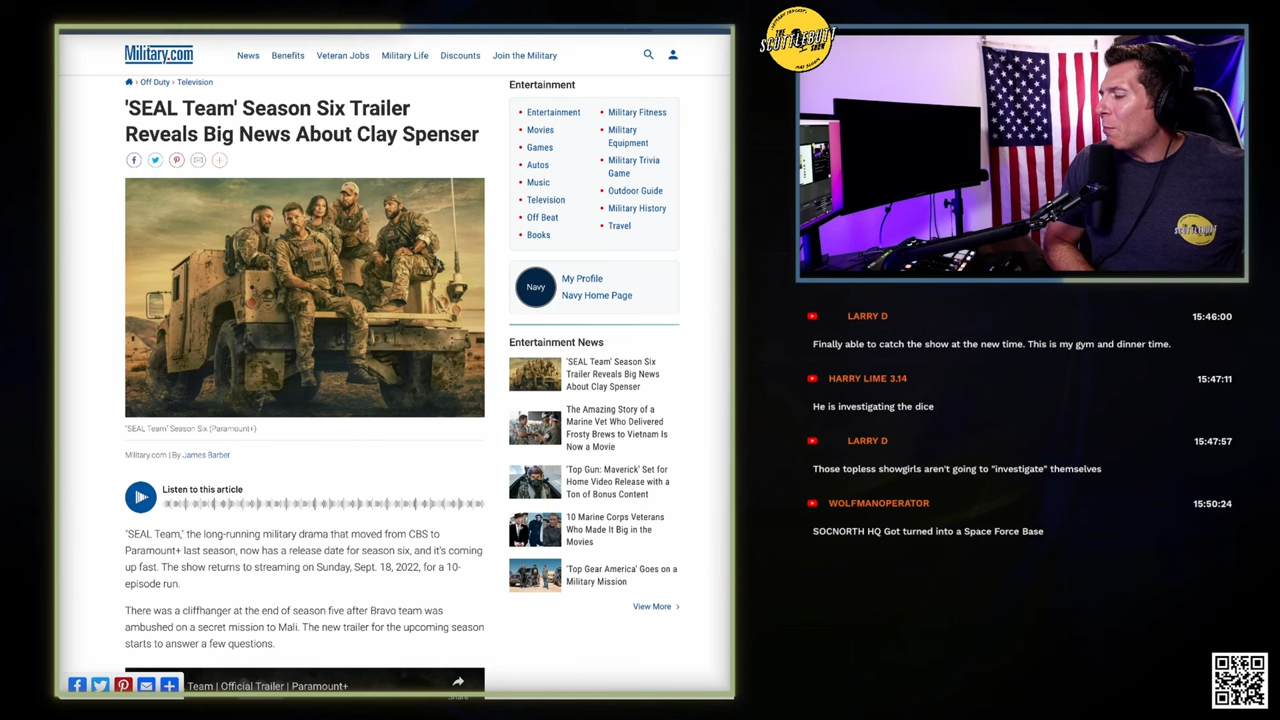 Military.com
News Benefits Veteran Jobs Military Life Discounts Join the Military
Off Duty › Television
'SEAL Team' Season Six Trailer
Reveals Big News About Clay Spenser
"SEAL Team" Season Six (Paramount+)
Military.com | By James Barber
Listen to this article
"SEAL Team," the long-running military drama that moved from CBS to
Paramount+ last season, now has a release date for season six, and it's coming
up fast. The show returns to streaming on Sunday, Sept. 18, 2022, for a 10-
episode run.
There was a cliffhanger at the end of season five after Bravo team was
ambushed on a secret mission to Mali. The new trailer for the upcoming season
starts to answer a few questions.
Team | Official Trailer | Paramount+
Share
Entertainment
• Entertainment
• Movies
• Games
• Autos
• Music
• Television
• Off Beat
• Books
• Military Fitness
• Military
Equipment
• Military Trivia
Game
• Outdoor Guide
• Military History
• Travel
Navy
My Profile
Navy Home Page
Entertainment News
'SEAL Team' Season Six
Trailer Reveals Big News
About Clay Spenser
The Amazing Story of a
Marine Vet Who Delivered
Frosty Brews to Vietnam Is
Now a Movie
'Top Gun: Maverick' Set for
Home Video Release with a
Ton of Bonus Content
10 Marine Corps Veterans
Who Made It Big in the
Movies
'Top Gear America' Goes on a
Military Mission
View More ›
THE
SCUTTLEBUTT
SHOW
SCUTTLEBUTT
LARRY D 15:46:00
Finally able to catch the show at the new time. This is my gym and dinner time.
HARRY LIME 3.14 15:47:11
He is investigating the dice
LARRY D 15:47:57
Those topless showgirls aren't going to "investigate" themselves
WOLFMANOPERATOR 15:50:24
SOCNORTH HQ Got turned into a Space Force Base